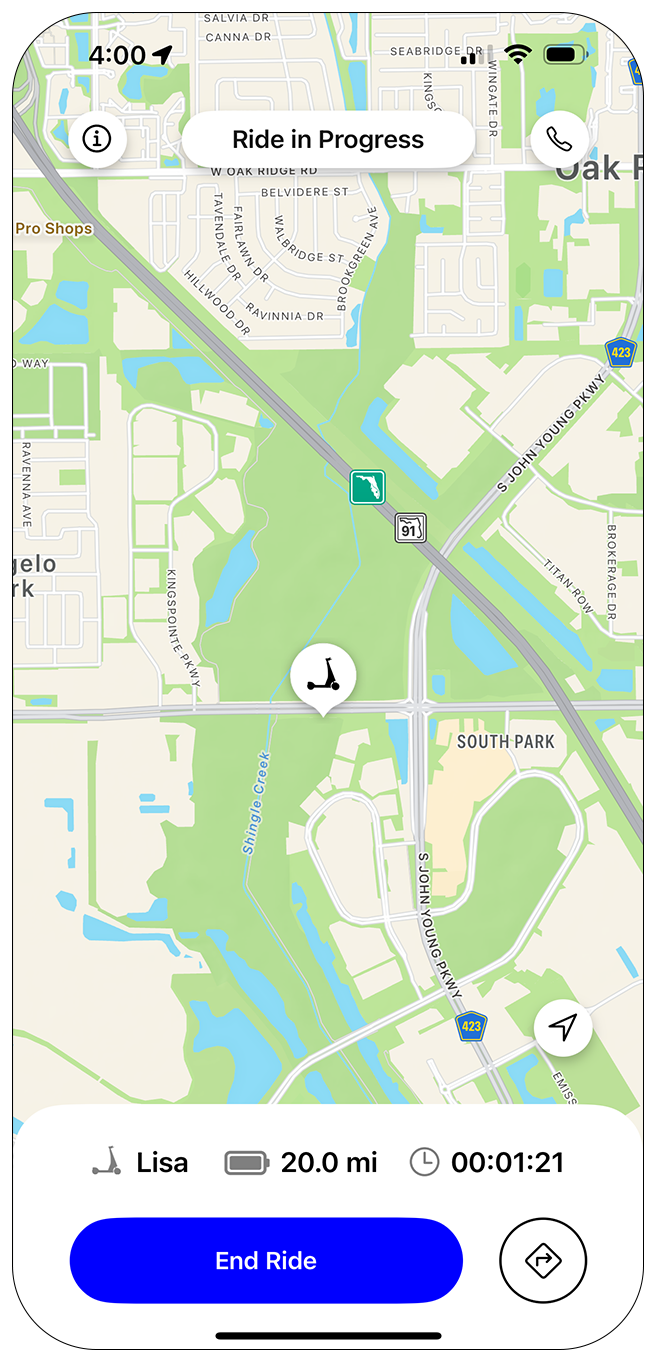 SALVIA DR
CANNA DR
4:00
SEABRIDGE DR
WINGATE DR
Ride in Progress
W OAK RIDGE RD
Oak
BELVIDERE ST
Pro Shops
TAVENDALE DR
FAIRLAWN DR
WALBRIDGE ST
BROOKGREEN AVE
HILLWOOD DR
RAVINNIA DR
423
WAY
S JOHN YOUNG PKWY
RAVENNA AVE
91
BROKERAGE DR
TITAN ROW
gelo
rk
KINGSPOINTE PKWY
SOUTH PARK
Shingle Creek
S JOHN YOUNG PKWY
423
EMISS
Lisa
20.0 mi
00:01:21
End Ride